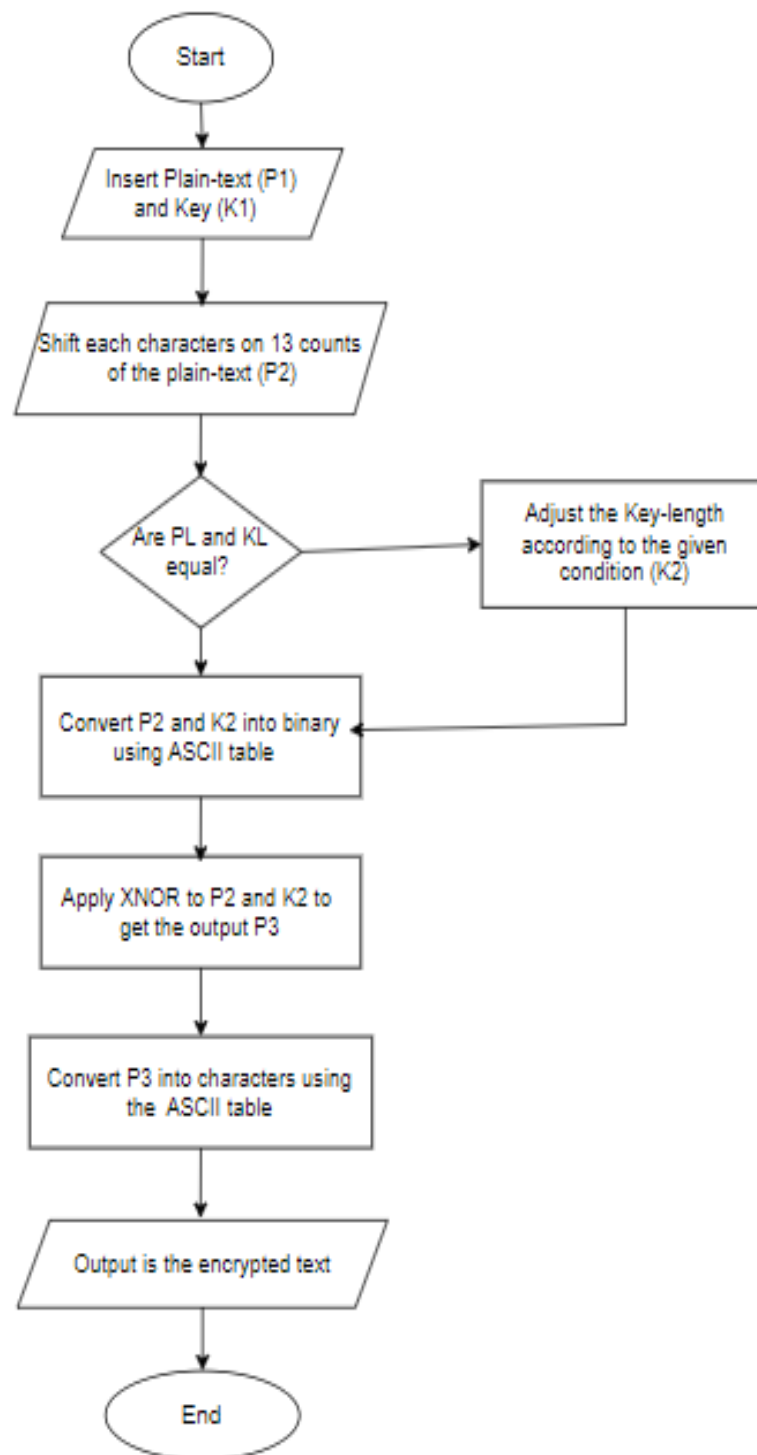 Start
Insert Plain-text (P1)
and Key (K1)
Shift each characters on 13 counts
of the plain-text (P2)
Are PL and KL
equal?
Adjust the Key-length
according to the given
condition (K2)
Convert P2 and K2 into binary
using ASCII table
Apply XNOR to P2 and K2 to
get the output P3
Convert P3 into characters using
the ASCII table
Output is the encrypted text
End